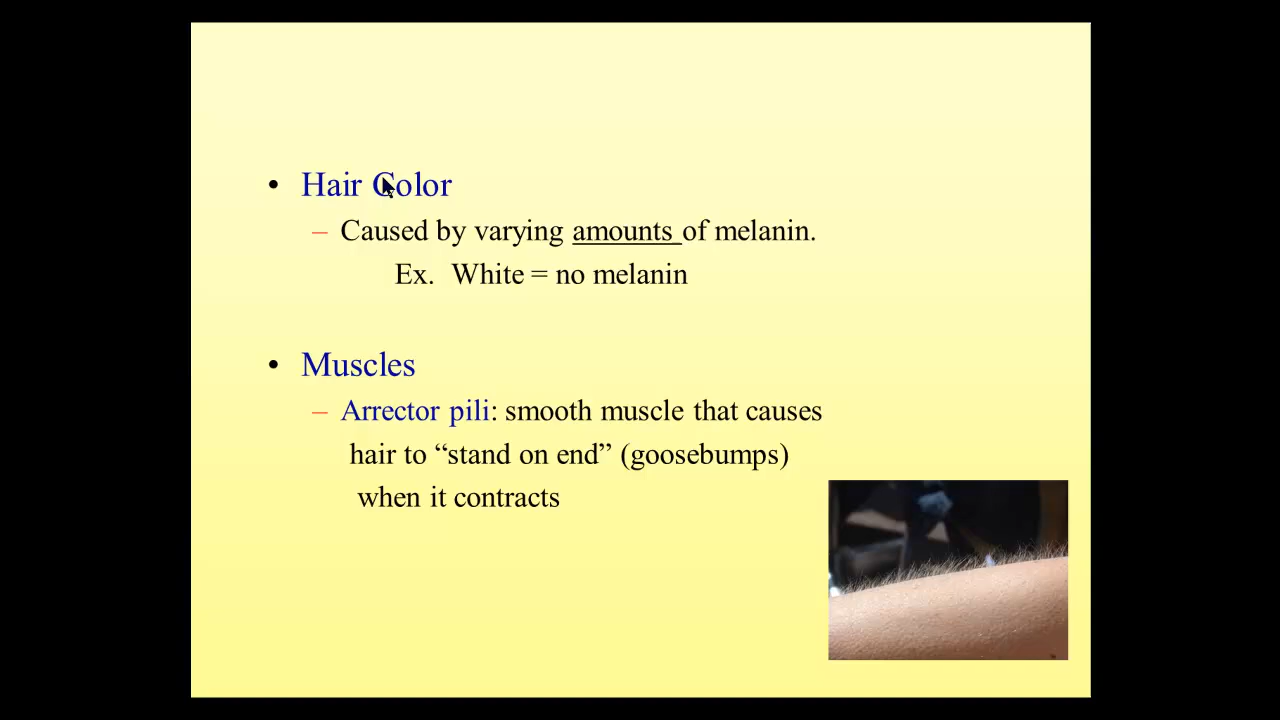 • Hair Color
– Caused by varying amounts of melanin.
Ex. White = no melanin
• Muscles
– Arrector pili: smooth muscle that causes
hair to “stand on end” (goosebumps)
when it contracts